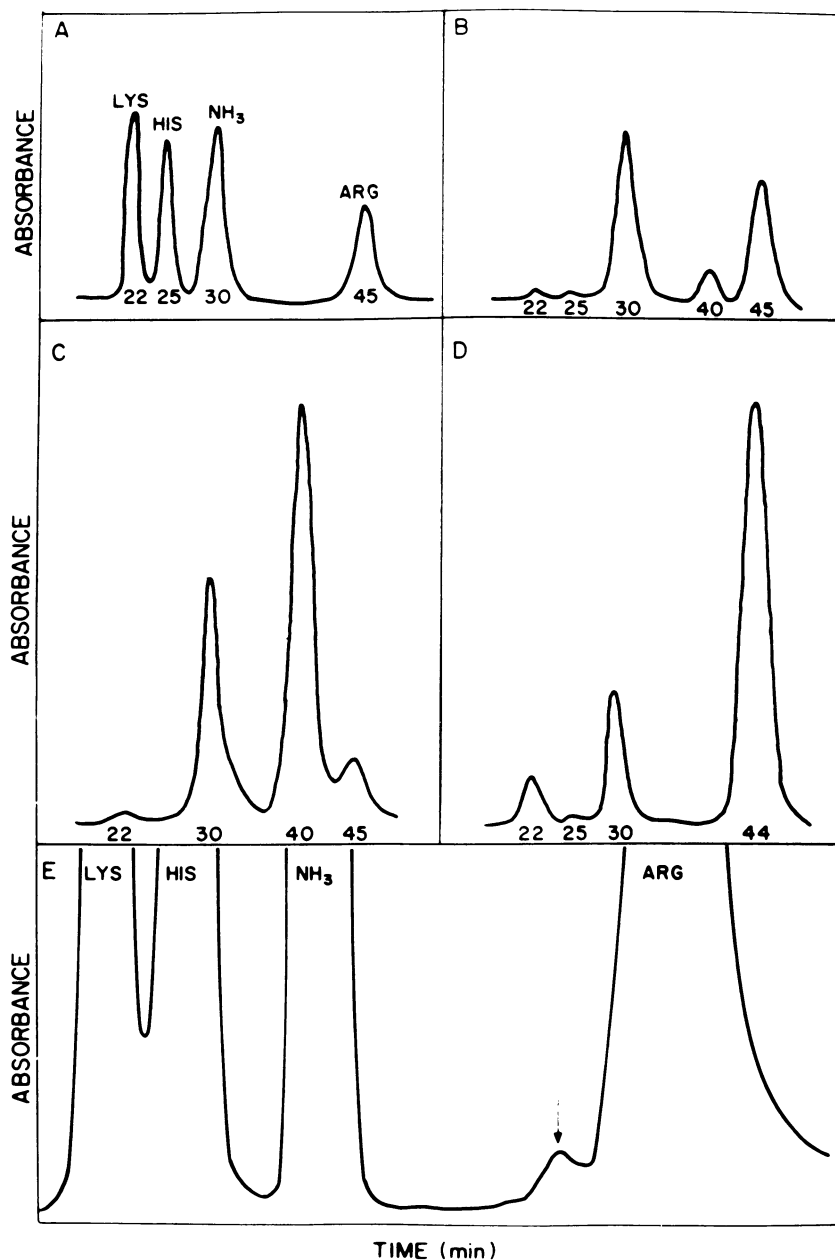 A
LYS
HIS
NH₃
ARG
22 25 30 45
ABSORBANCE
B
22 25 30 40 45
C
22 30 40 45
ABSORBANCE
D
22 25 30 44
E
LYS HIS NH₃ ARG
ABSORBANCE
TIME (min)